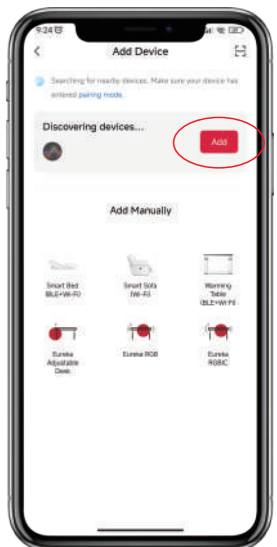 9:24
Add Device
Searching for nearby devices. Make sure your device has
entered pairing mode.
Discovering devices...
Add
Add Manually
Smart Bed
(BLE+Wi-Fi)
Smart Sofa
(Wi-Fi)
Warming
Table
(BLE+Wi-Fi)
Eureka
Adjustable
Desk
Eureka RGB
Eureka
RGBIC